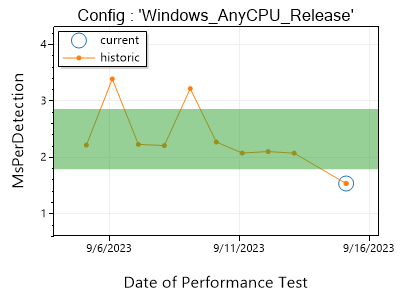 Config : 'Windows_AnyCPU_Release'
current
historic
4
3
2
1
MsPerDetection
9/6/2023
9/11/2023
9/16/2023
Date of Performance Test